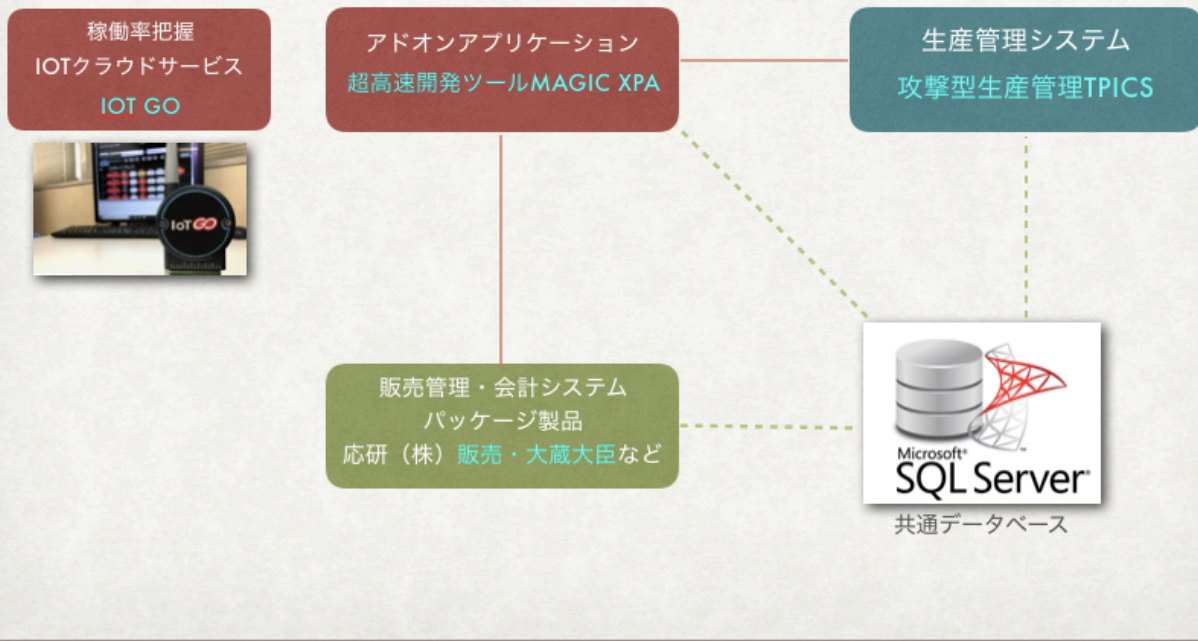 稼働率把握
IOTクラウドサービス
IOT GO
アドオンアプリケーション
超高速開発ツールMAGIC XPA
生産管理システム
攻撃型生産管理TPICS
IoT GO
販売管理・会計システム
パッケージ製品
応研（株）販売・大蔵大臣など
Microsoft®
SQL Server®
共通データベース